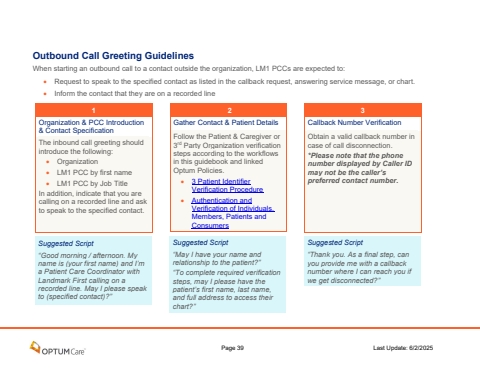 Outbound Call Greeting Guidelines
When starting an outbound call to a contact outside the organization, LM1 PCCs are expected to:
• Request to speak to the specified contact as listed in the callback request, answering service message, or chart.
• Inform the contact that they are on a recorded line
1
Organization & PCC Introduction
& Contact Specification
The inbound call greeting should
introduce the following:
• Organization
• LM1 PCC by first name
• LM1 PCC by Job Title
In addition, indicate that you are
calling on a recorded line and ask
to speak to the specified contact.
Suggested Script
"Good morning / afternoon. My
name is (your first name) and I'm
a Patient Care Coordinator with
Landmark First calling on a
recorded line. May I please speak
to (specified contact)?"
2
Gather Contact & Patient Details
Follow the Patient & Caregiver or
3rd Party Organization verification
steps according to the workflows
in this guidebook and linked
Optum Policies.
• 3 Patient Identifier
Verification Procedure
• Authentication and
Verification of Individuals,
Members, Patients and
Consumers
Suggested Script
"May I have your name and
relationship to the patient?"
"To complete required verification
steps, may I please have the
patient's first name, last name,
and full address to access their
chart?"
3
Callback Number Verification
Obtain a valid callback number in
case of call disconnection.
*Please note that the phone
number displayed by Caller ID
may not be the caller's
preferred contact number.
Suggested Script
"Thank you. As a final step, can
you provide me with a callback
number where I can reach you if
we get disconnected?"
OPTUMCare
Page 39
Last Update: 6/2/2025